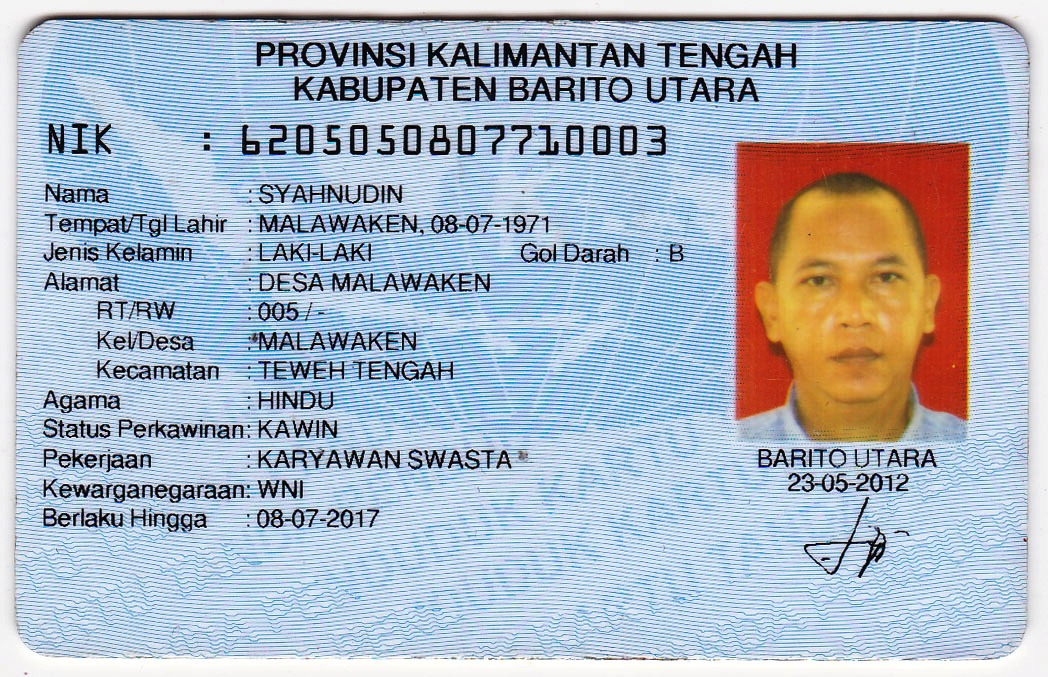 PROVINSI KALIMANTAN TENGAH
KABUPATEN BARITO UTARA
NIK : 6205050807710003
Nama : SYAHNUDIN
Tempat/Tgl Lahir : MALAWAKEN, 08-07-1971
Jenis Kelamin : LAKI-LAKI Gol Darah : B
Alamat : DESA MALAWAKEN
RT/RW : 005 / -
Kel/Desa : MALAWAKEN
Kecamatan : TEWEH TENGAH
Agama : HINDU
Status Perkawinan: KAWIN
Pekerjaan : KARYAWAN SWASTA
Kewarganegaraan: WNI
Berlaku Hingga : 08-07-2017
BARITO UTARA
23-05-2012